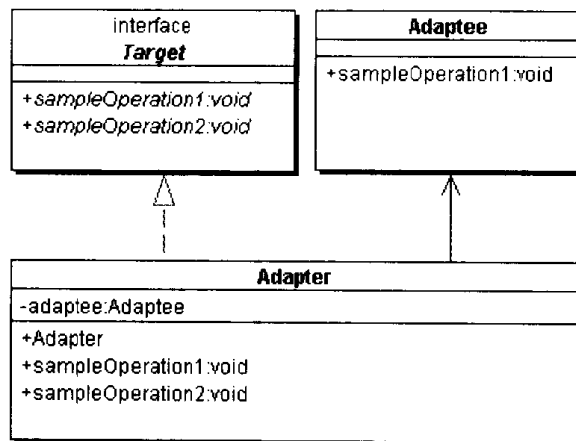 interface
Target
+sampleOperation1:void
+sampleOperation2:void
Adaptee
+sampleOperation1:void
Adapter
-adaptee:Adaptee
+Adapter
+sampleOperation1:void
+sampleOperation2:void